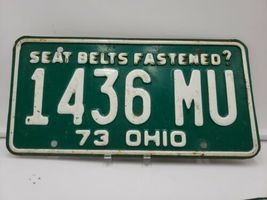 SEAT BELTS FASTENED?
1436 MU
73 OHIO